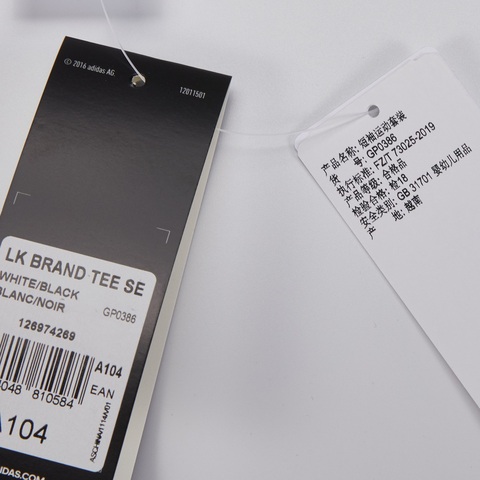 © 2016 adidas AG.
12011501
LK BRAND TEE SE
WHITE/BLACK
BLANC/NOIR
GP0386
126974269
A104
048 810584
EAN
A104
ADIDAS.COM
产品名称: 短袖运动套装
货 号: GP0386
执行标准: FZ/T 73025-2019
产品等级: 合格品
检验合格: 检18
安全类别: GB 31701 婴幼儿用品
产 地: 越南